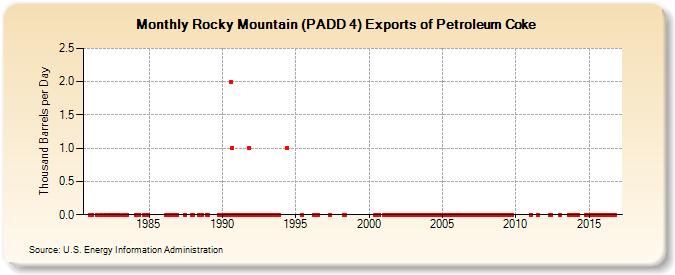 Monthly Rocky Mountain (PADD 4) Exports of Petroleum Coke
Thousand Barrels per Day
2.5
2.0
1.5
1.0
0.5
0.0
1985 1990 1995 2000 2005 2010 2015
Source: U.S. Energy Information Administration